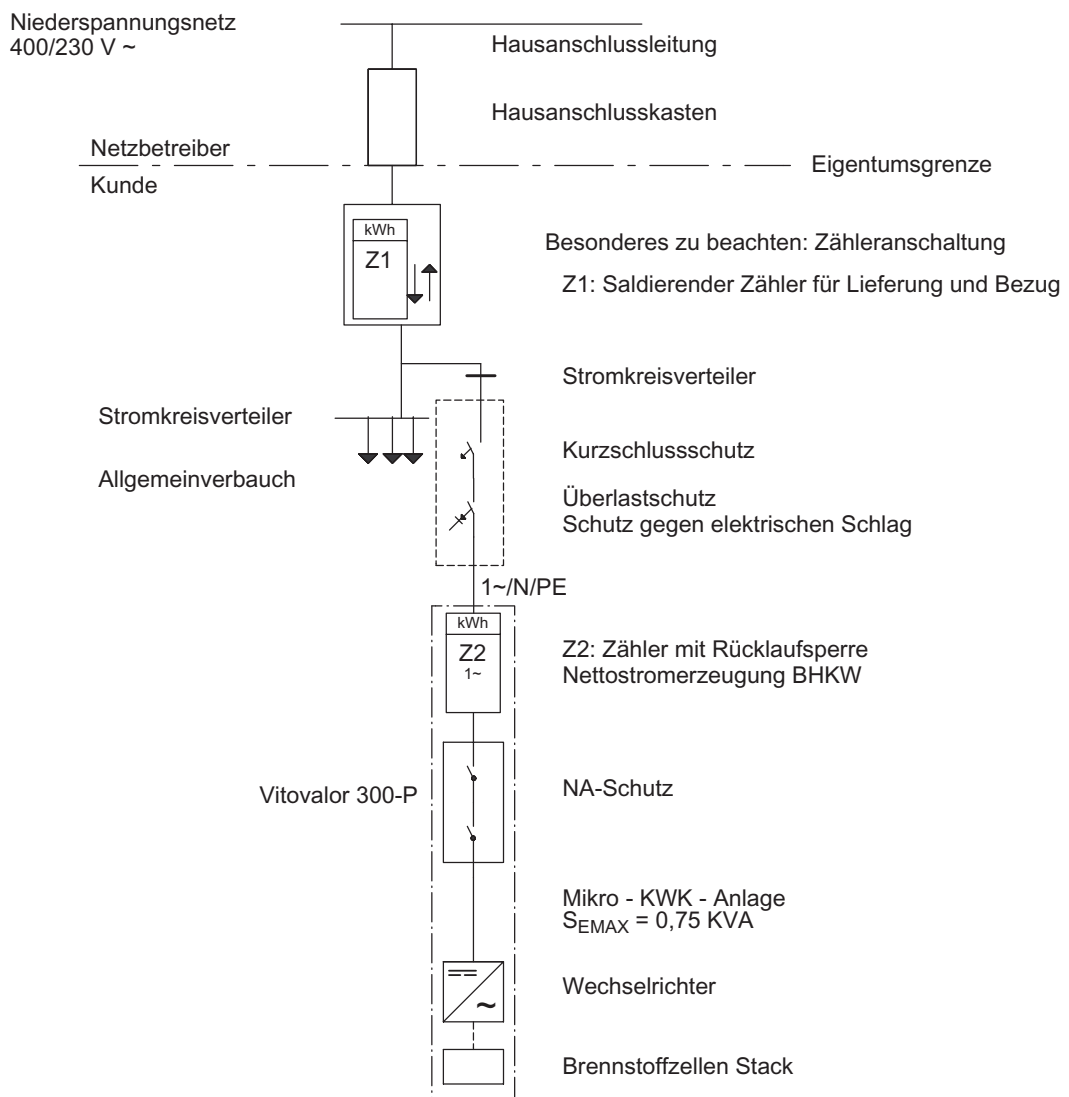 Niederspannungsnetz
400/230 V ~
Hausanschlussleitung
Hausanschlusskasten
Netzbetreiber
Eigentumsgrenze
Kunde
kWh
Z1
Besonderes zu beachten: Zähleranschaltung
Z1: Saldierender Zähler für Lieferung und Bezug
Stromkreisverteiler
Stromkreisverteiler
Kurzschlussschutz
Allgemeinverbauch
Überlastschutz
Schutz gegen elektrischen Schlag
1~/N/PE
kWh
Z2
1~
Z2: Zähler mit Rücklaufsperre
Nettostromerzeugung BHKW
Vitovalor 300-P
NA-Schutz
Mikro - KWK - Anlage
SEMAX = 0,75 KVA
Wechselrichter
~
Brennstoffzellen Stack